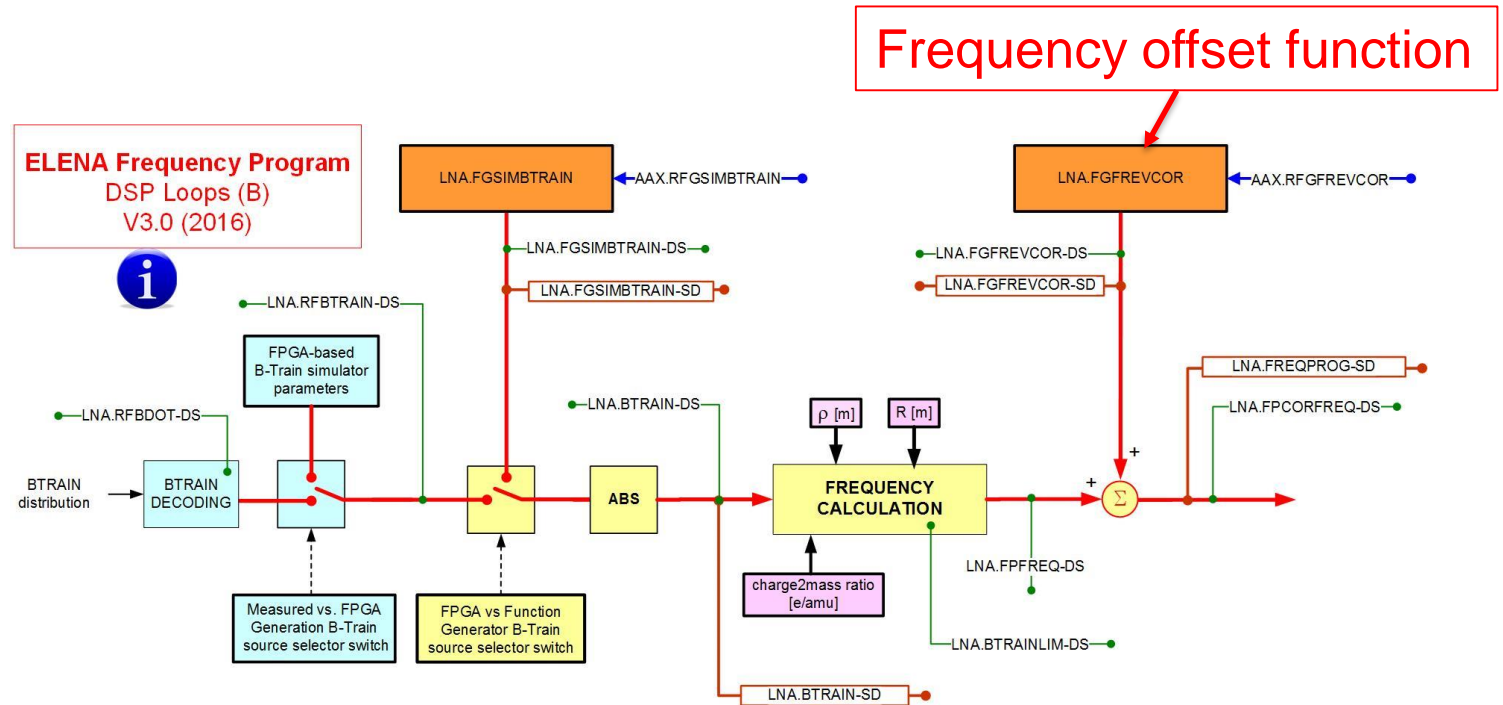 Frequency offset function
ELENA Frequency Program
DSP Loops (B)
V3.0 (2016)
i
LNA.FGSIMBTRAIN
AAX.RFGSIMBTRAIN
LNA.FGFREVCOR
AAX.RFGFREVCOR
LNA.FGSIMBTRAIN-DS
LNA.FGSIMBTRAIN-SD
LNA.FGFREVCOR-DS
LNA.FGFREVCOR-SD
LNA.RFBTRAIN-DS
FPGA-based
B-Train simulator
parameters
LNA.FREQPROG-SD
LNA.FPCORFREQ-DS
LNA.RFBDOT-DS
LNA.BTRAIN-DS
ρ [m]
R [m]
BTRAIN
distribution
BTRAIN
DECODING
ABS
FREQUENCY
CALCULATION
+
+
Σ
LNA.FPFREQ-DS
charge2mass ratio
[e/amu]
Measured vs. FPGA
Generation B-Train
source selector switch
FPGA vs Function
Generator B-Train
source selector switch
LNA.BTRAINLIM-DS
LNA.BTRAIN-SD